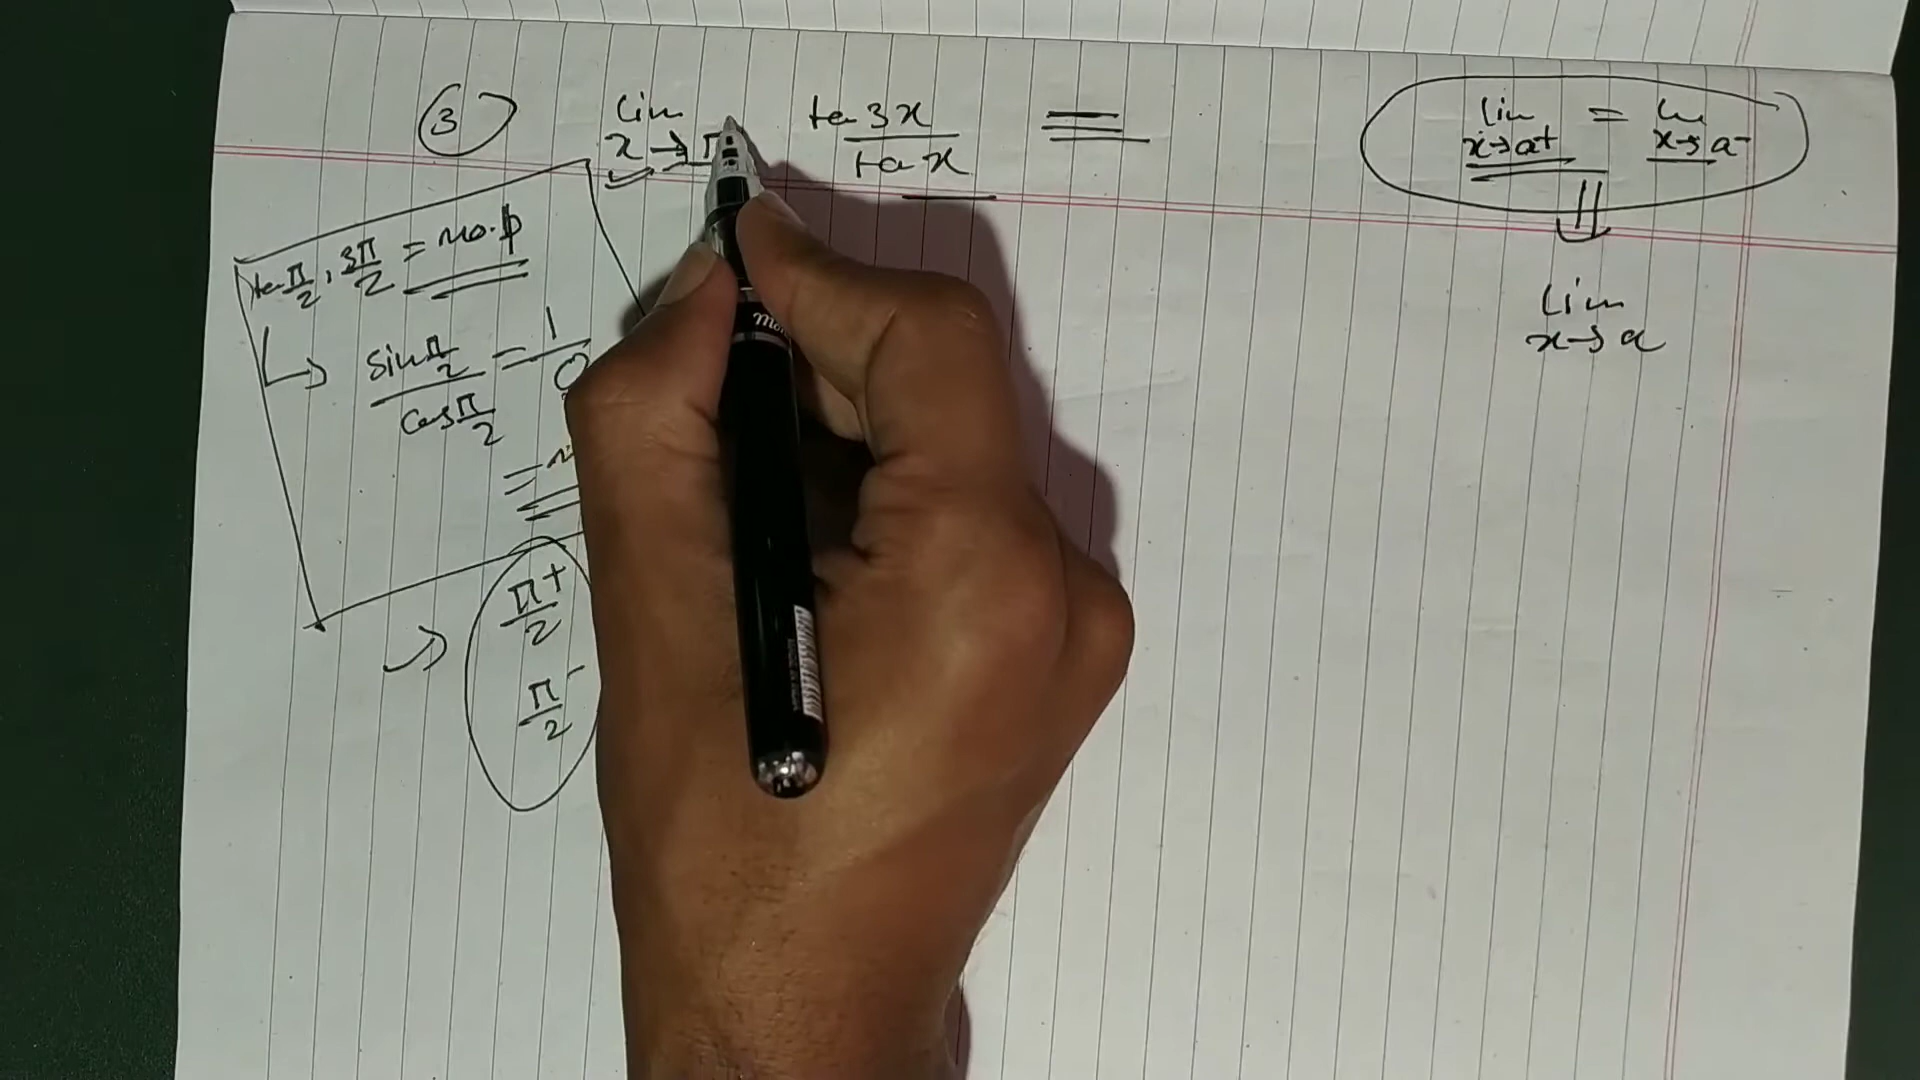 3 lim x→π tan 3x / tan x =
tan π/2, 3π/2 = no.
sin π/2 / cos π/2 = 1/0
=
π/2 +
π/2 -
lim x→a+ = lim x→a-
lim x→a